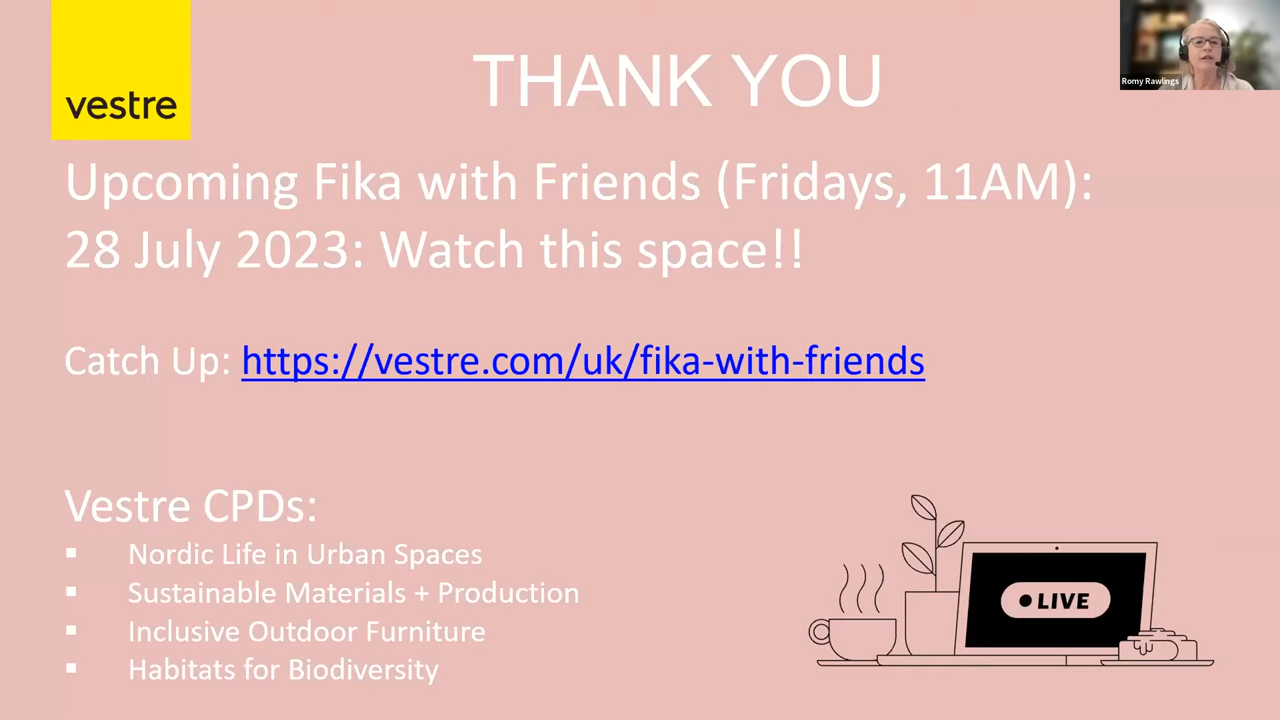 vestre
THANK YOU
Romy Rawlings
Upcoming Fika with Friends (Fridays, 11AM):
28 July 2023: Watch this space!!
Catch Up: https://vestre.com/uk/fika-with-friends
Vestre CPDs:
▪ Nordic Life in Urban Spaces
▪ Sustainable Materials + Production
▪ Inclusive Outdoor Furniture
▪ Habitats for Biodiversity
LIVE